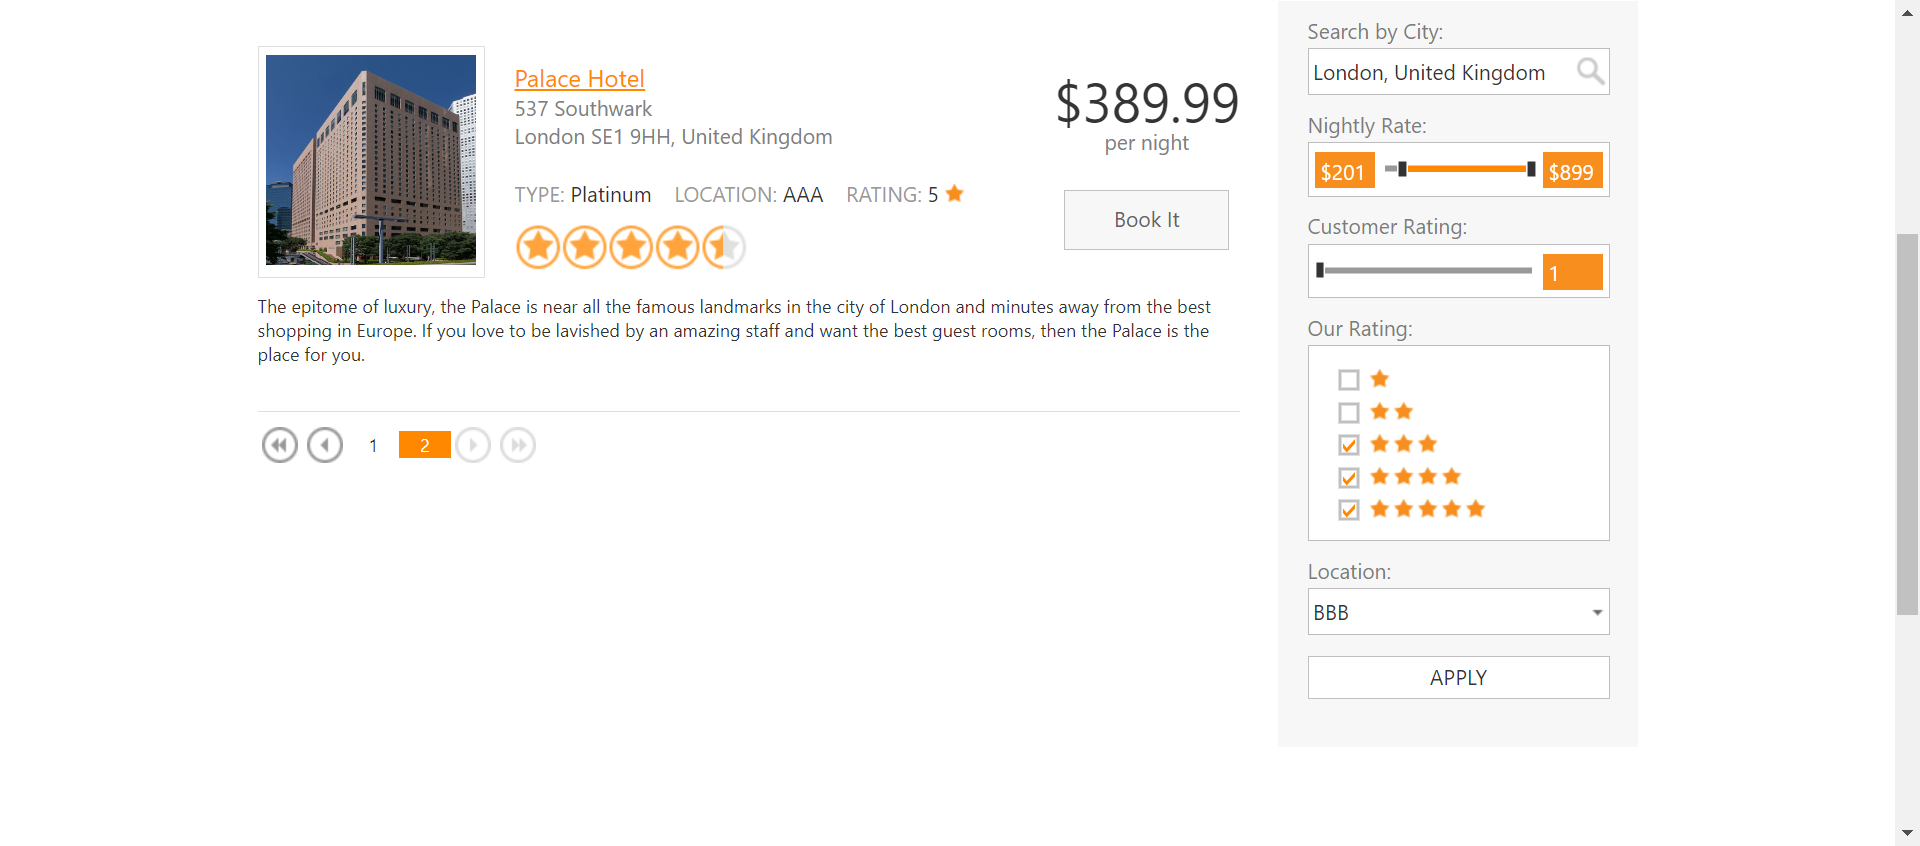 Palace Hotel
537 Southwark
London SE1 9HH, United Kingdom
TYPE: Platinum LOCATION: AAA RATING: 5
$389.99
per night
Book It
The epitome of luxury, the Palace is near all the famous landmarks in the city of London and minutes away from the best
shopping in Europe. If you love to be lavished by an amazing staff and want the best guest rooms, then the Palace is the
place for you.
1 2
Search by City:
London, United Kingdom
Nightly Rate:
$201 $899
Customer Rating:
1
Our Rating:
Location:
BBB
APPLY